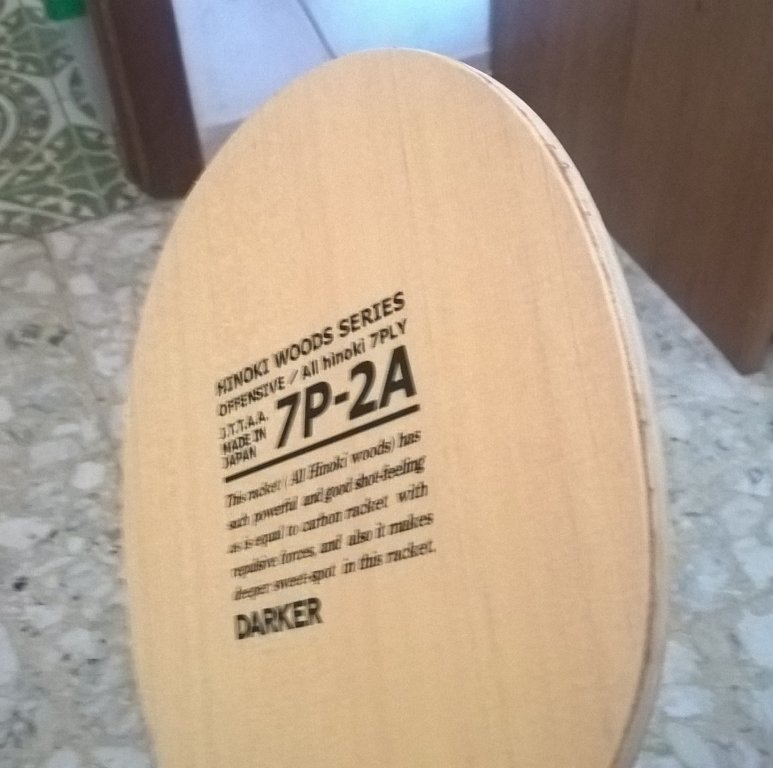 HINOKI WOODS SERIES
OFFENSIVE / All hinoki 7PLY
J.T.T.A.A.
MADE IN
JAPAN
7P-2A
This racket ( All Hinoki woods) has
such powerful and good shot-feeling
as is equal to carbon racket with
repulsive forces, and also it makes
deeper sweet-spot in this racket.
DARKER